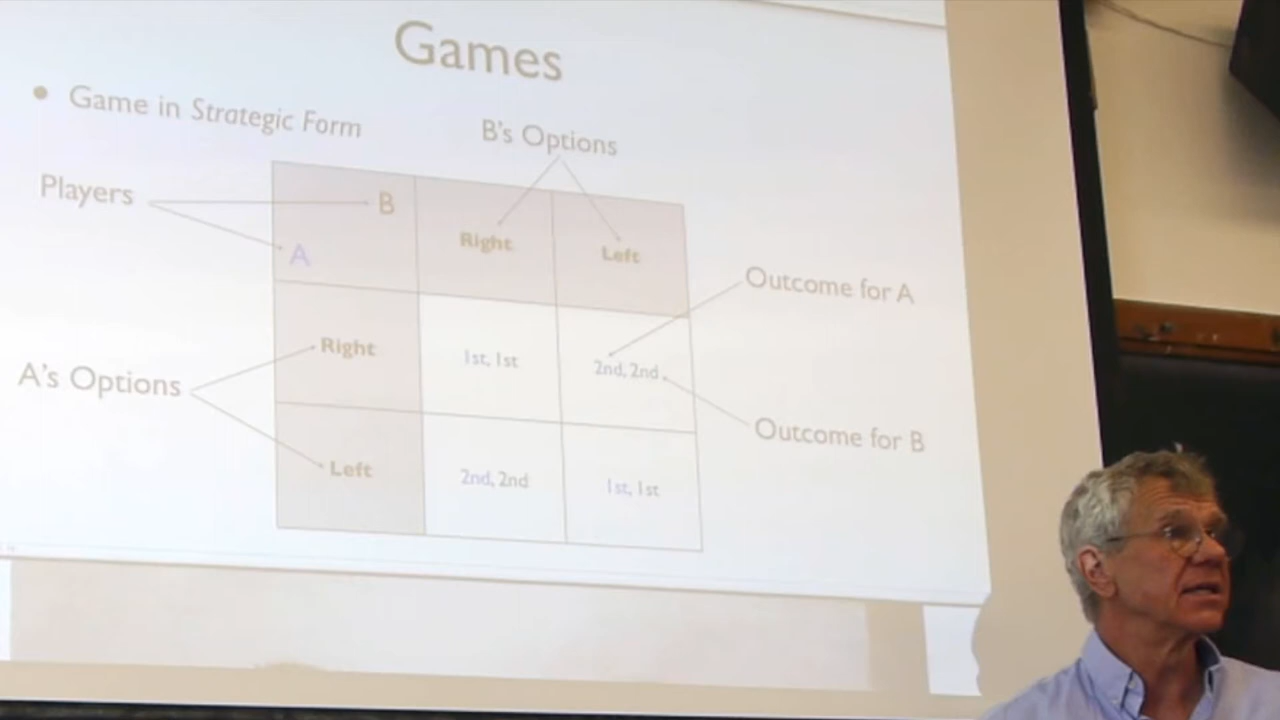 Games
• Game in Strategic Form
B's Options
Players
B
A
Right
Left
Outcome for A
A's Options
Right
1st, 1st
2nd, 2nd
Outcome for B
Left
2nd, 2nd
1st, 1st